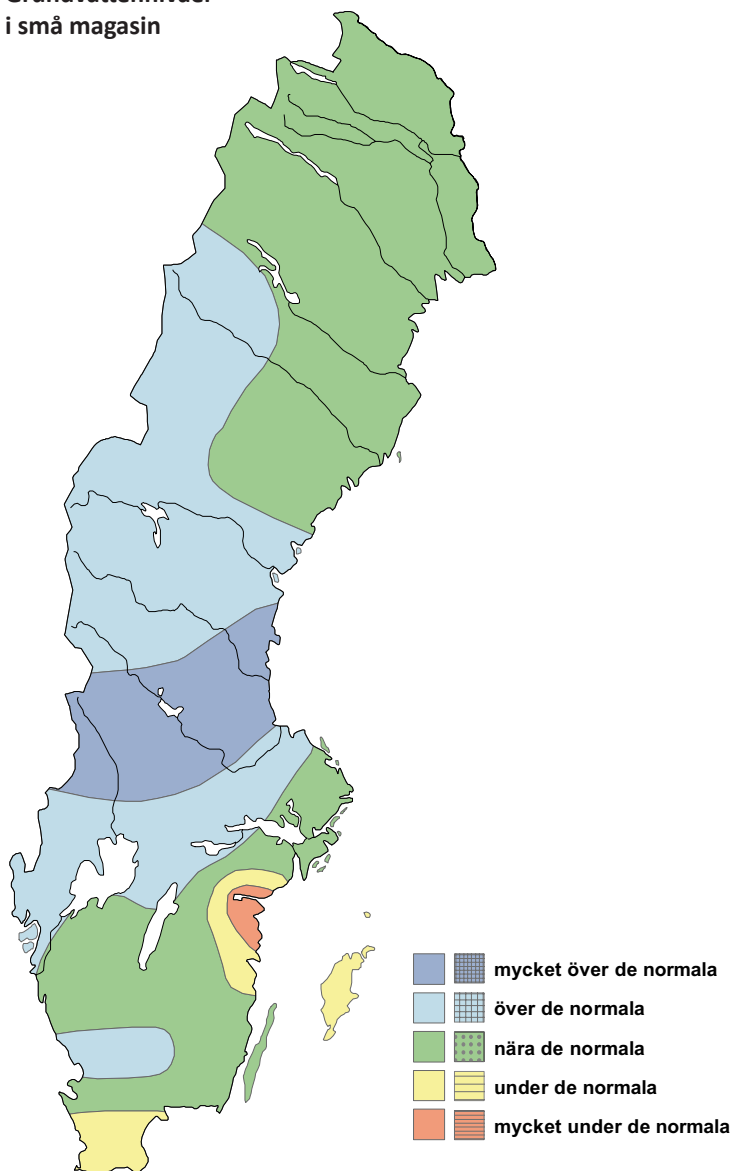 Grundvattennivåer
i små magasin
mycket över de normala
över de normala
nära de normala
under de normala
mycket under de normala